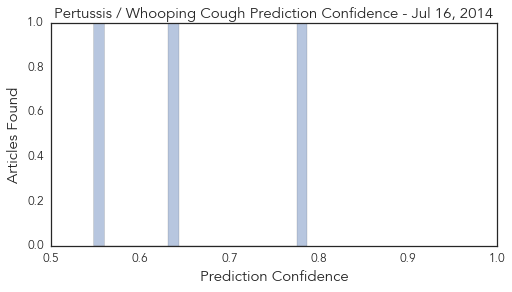 Pertussis / Whooping Cough Prediction Confidence - Jul 16, 2014
1.0
0.8
0.6
0.4
0.2
0.0
Articles Found
0.5 0.6 0.7 0.8 0.9 1.0
Prediction Confidence